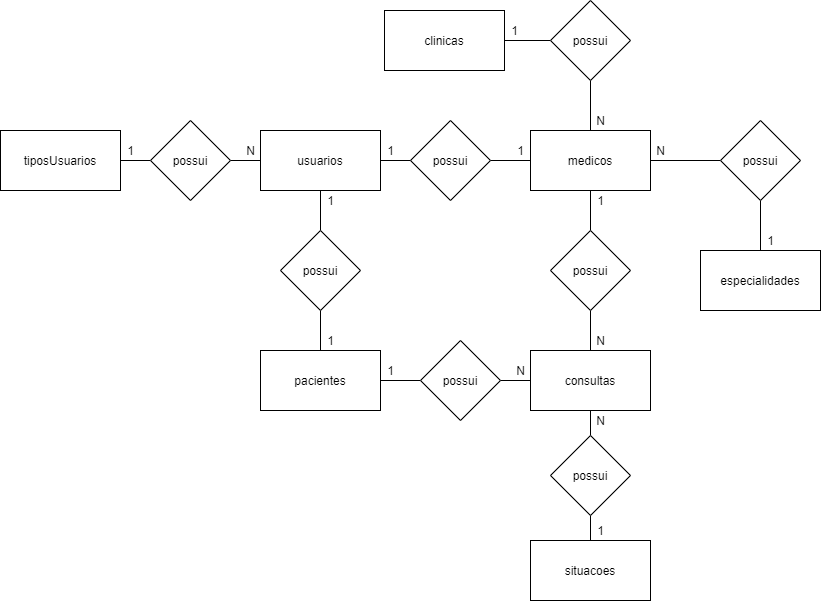 clinicas
1
possui
N
tiposUsuarios
1
possui
N
usuarios
1
possui
1
medicos
N
possui
1
especialidades
1
possui
1
1
possui
N
pacientes
1
possui
N
consultas
N
possui
1
situacoes